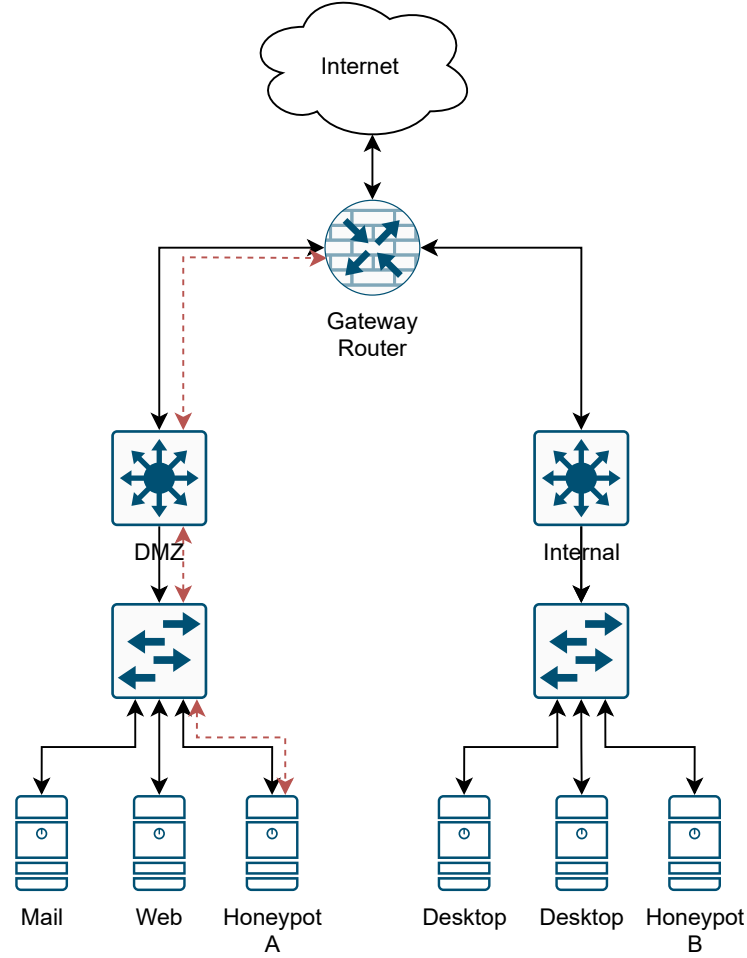 Internet
Gateway
Router
DMZ
Internal
Mail
Web
Honeypot
A
Desktop
Desktop
Honeypot
B